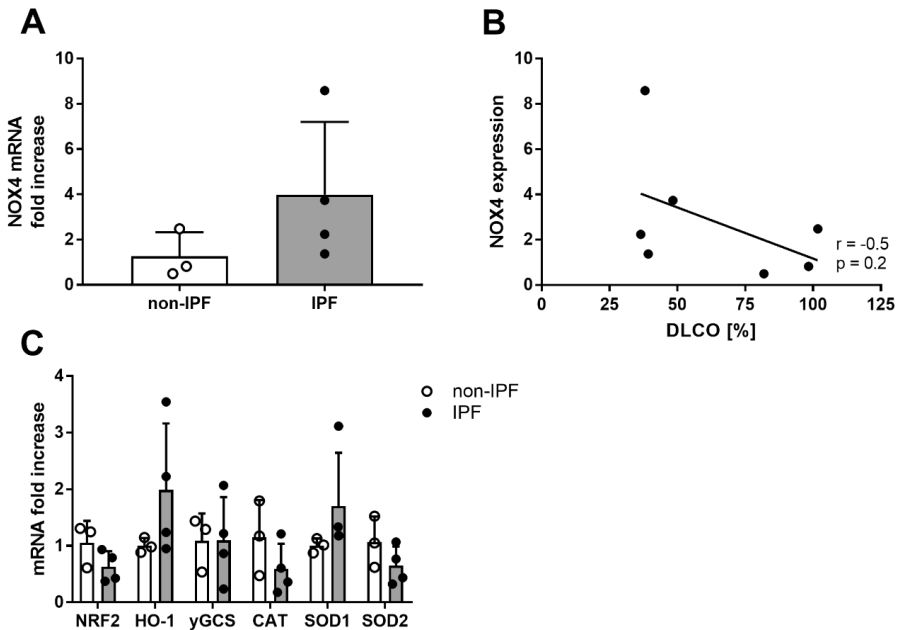 A
NOX4 mRNA
fold increase
10
8
6
4
2
0
non-IPF
IPF
B
NOX4 expression
10
8
6
4
2
0
r = -0.5
p = 0.2
0
25
50
75
100
125
DLCO [%]
C
mRNA fold increase
4
3
2
1
0
NRF2
HO-1
yGCS
CAT
SOD1
SOD2
non-IPF
IPF